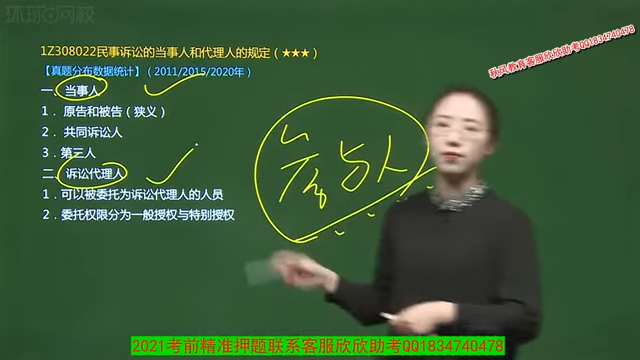 环球网校
1Z308022民事诉讼的当事人和代理人的规定（★★★）
秋风教育客服欣欣助考QQ1834740478
【真题分布数据统计】（2011/2015/2020年）
一、当事人
1． 原告和被告（狭义）
2． 共同诉讼人
3．第三人
二、诉讼代理人
1．可以被委托为诉讼代理人的人员
2．委托权限分为一般授权与特别授权
参与人
2021考前精准押题联系客服欣欣助考QQ1834740478